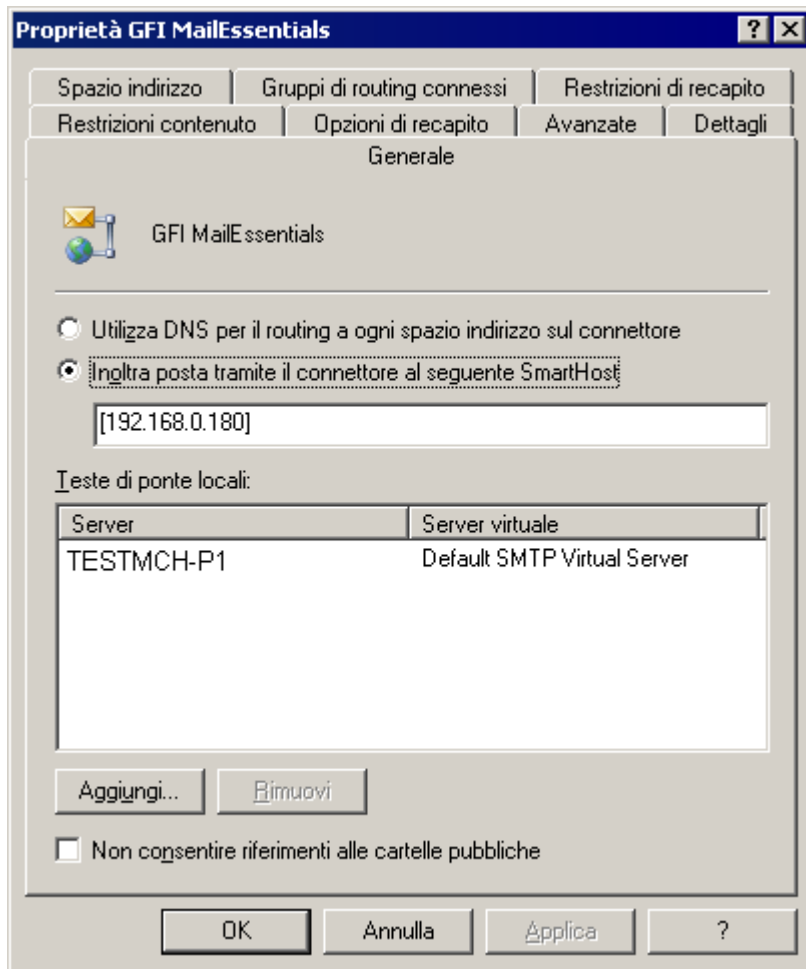 Proprietà GFI MailEssentials
Spazio indirizzo Gruppi di routing connessi Restrizioni di recapito
Restrizioni contenuto Opzioni di recapito Avanzate Dettagli
Generale
GFI MailEssentials
Utilizza DNS per il routing a ogni spazio indirizzo sul connettore
Inoltra posta tramite il connettore al seguente SmartHost
[192.168.0.180]
Teste di ponte locali:
Server Server virtuale
TESTMCH-P1 Default SMTP Virtual Server
Aggiungi... Rimuovi
Non consentire riferimenti alle cartelle pubbliche
OK Annulla Applica ?